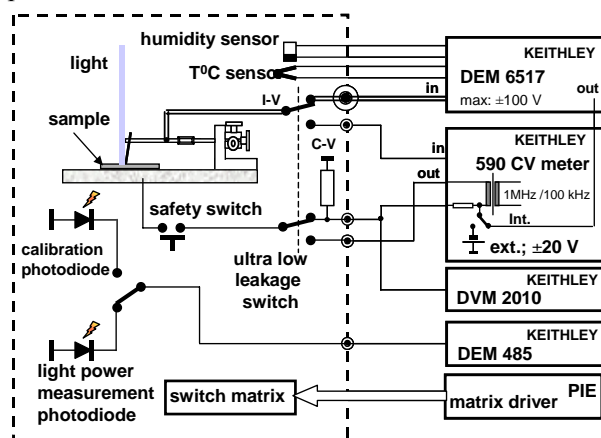 humidity sensor
KEITHLEY
light
T⁰C sensor
DEM 6517
out
in
max: ±100 V
I-V
sample
KEITHLEY
C-V
in
590 CV meter
out
1MHz /100 kHz
safety switch
Int.
calibration
photodiode
ultra low
leakage
switch
ext.; ±20 V
KEITHLEY
DVM 2010
KEITHLEY
DEM 485
light power
measurement
photodiode
switch matrix
PIE
matrix driver